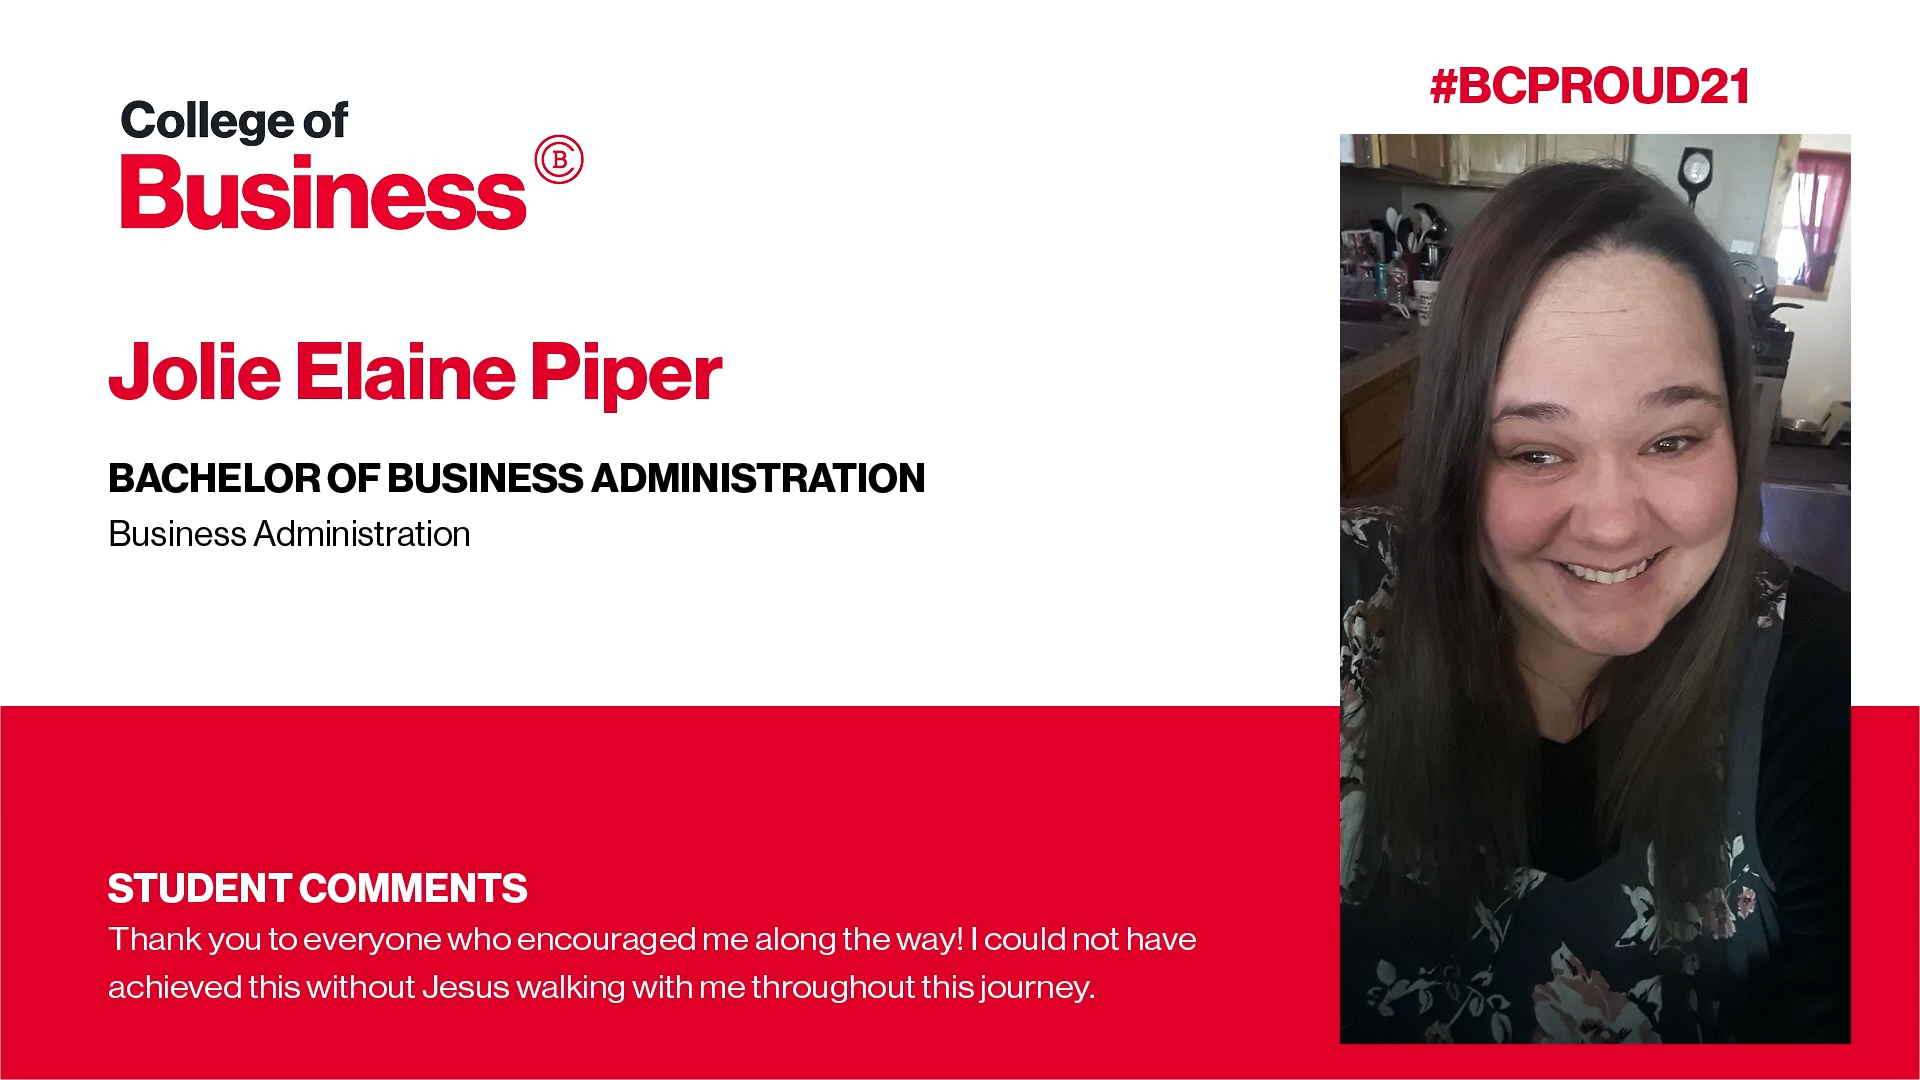 #BCPROUD21
College of
Business
Jolie Elaine Piper
BACHELOR OF BUSINESS ADMINISTRATION
Business Administration
STUDENT COMMENTS
Thank you to everyone who encouraged me along the way! I could not have
achieved this without Jesus walking with me throughout this journey.